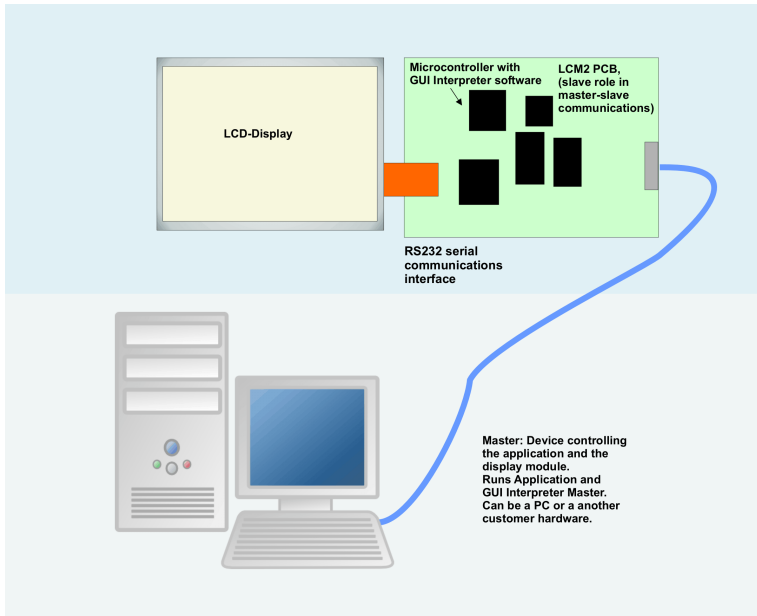 Microcontroller with
GUI Interpreter software
LCM2 PCB,
(slave role in
master-slave
communications)
LCD-Display
RS232 serial
communications
interface
Master: Device controlling
the application and the
display module.
Runs Application and
GUI Interpreter Master.
Can be a PC or a another
customer hardware.